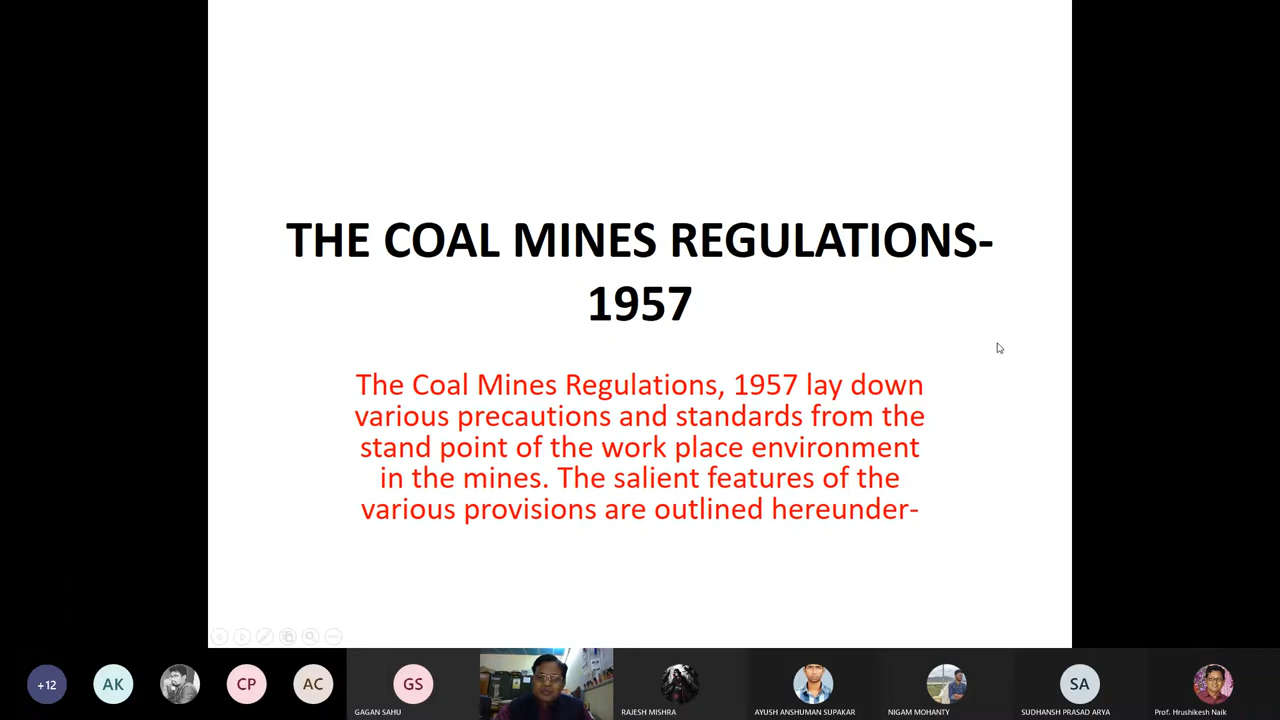 THE COAL MINES REGULATIONS-
1957
The Coal Mines Regulations, 1957 lay down
various precautions and standards from the
stand point of the work place environment
in the mines. The salient features of the
various provisions are outlined hereunder-
+12
AK
CP
AC
GS
SA
GAGAN SAHU
RAJESH MISHRA
AYUSH ANSHUMAN SUPAKAR
NIGAM MOHANTY
SUDHANSH PRASAD ARYA
Prof. Hrushikesh Naik